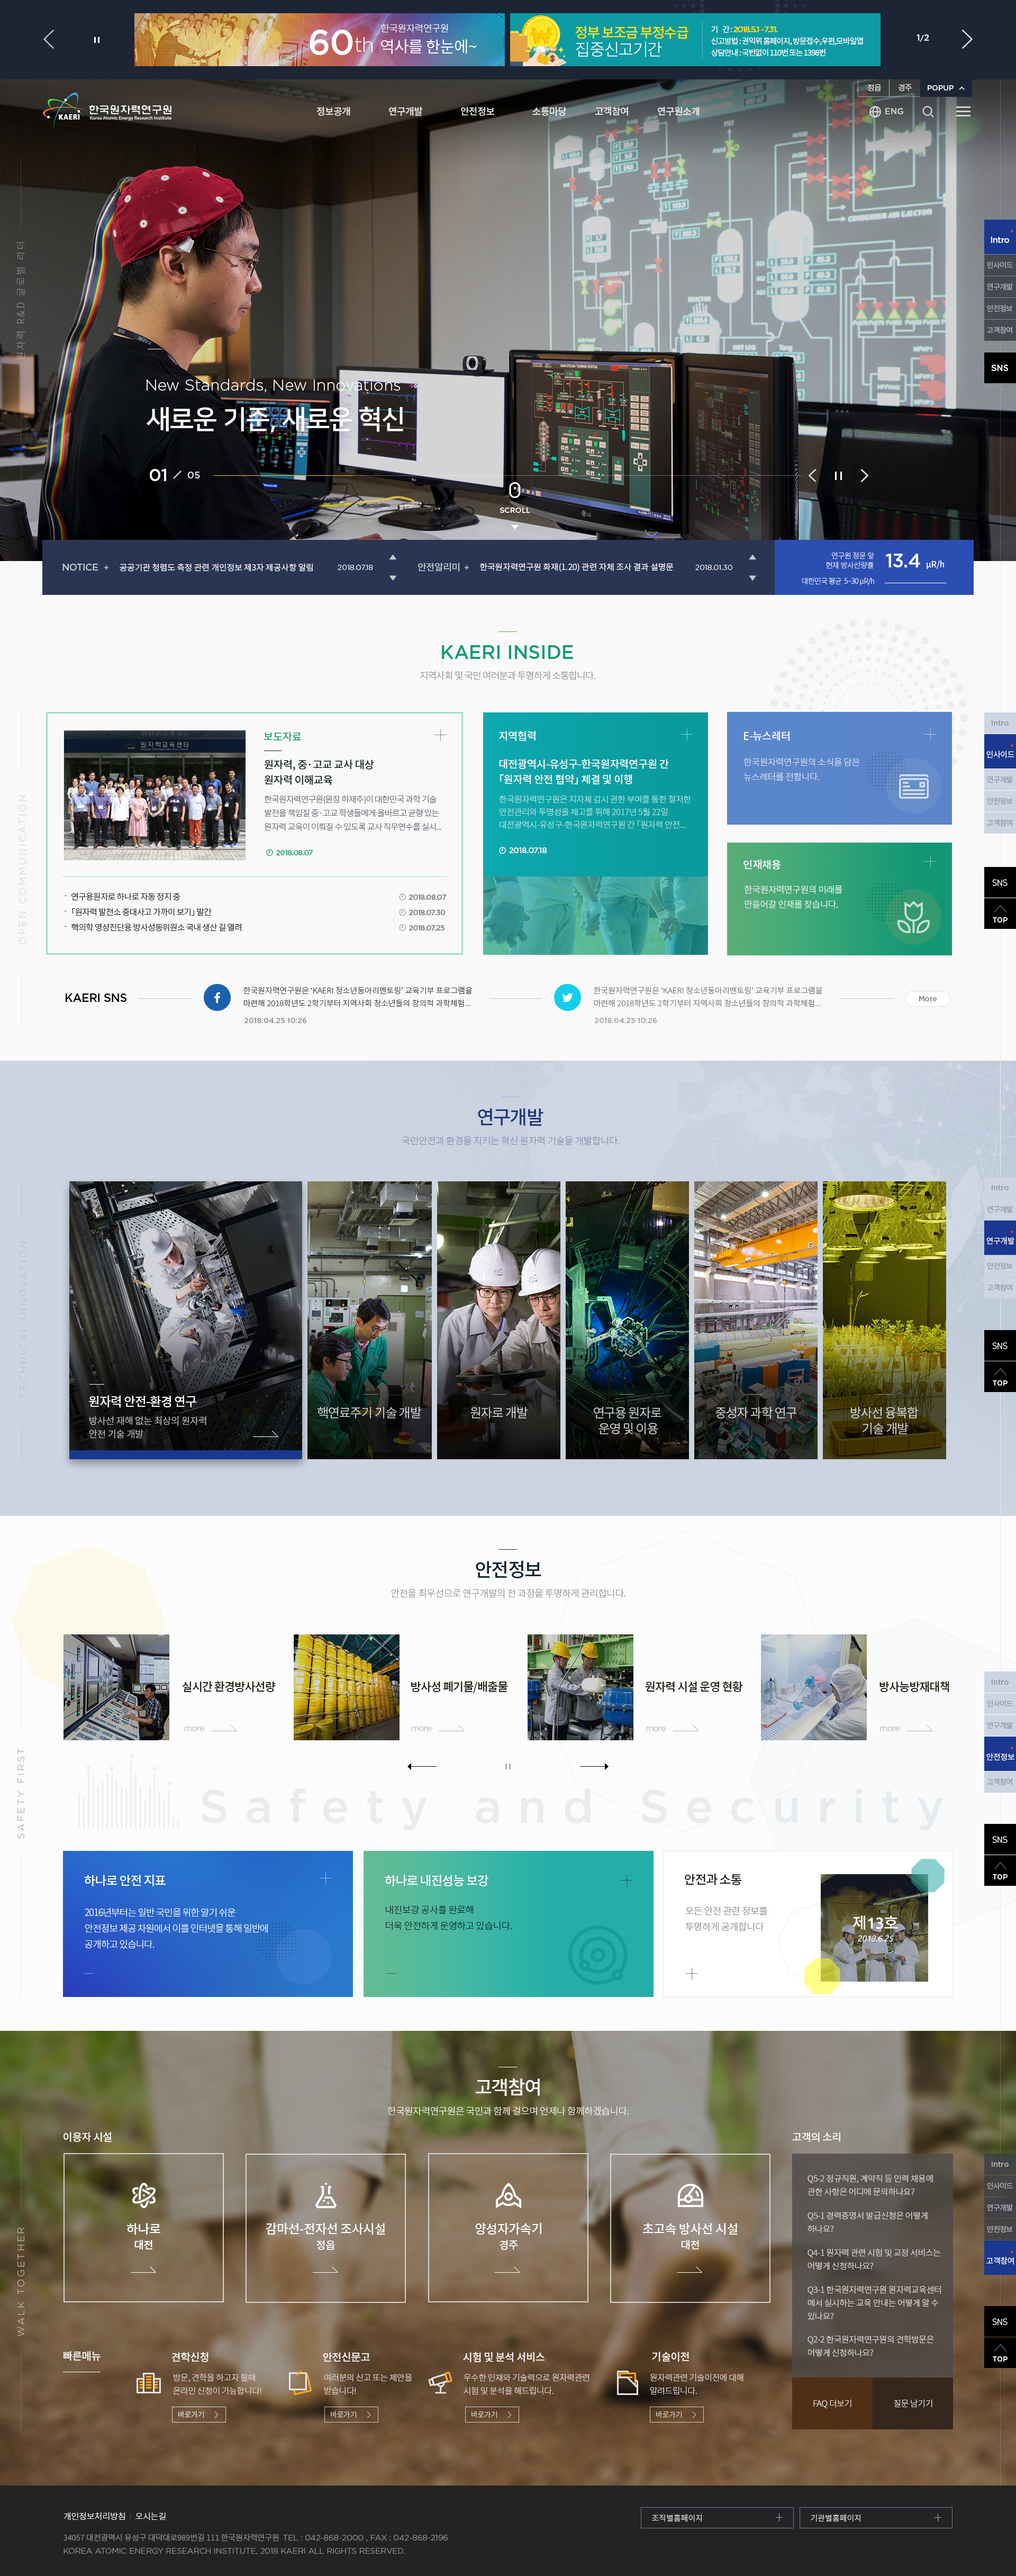 한국원자력연구원
60th 역사를 한눈에~
정부 보조금 부정수급
집중신고기간
기 간 : 2018.5.1 ~7.31.
신고방법 : 권익위 홈페이지, 방문접수,우편,모바일앱
상담안내 : 국번없이 110번 또는 1398번
1/2
정읍 경주 POPUP
KAERI 한국원자력연구원
Korea Atomic Energy Research Institute
정보공개 연구개발 안전정보 소통마당 고객참여 연구원소개
ENG
원자력 R&D 글로벌 리더
Intro
인사이드
연구개발
안전정보
고객참여
SNS
New Standards, New Innovations
새로운 기준, 새로운 혁신
01 / 05
SCROLL
NOTICE + 공공기관 청렴도 측정 관련 개인정보 제3자 제공사항 알림 2018.07.18
안전알리미 + 한국원자력연구원 화재(1.20) 관련 자체 조사 결과 설명문 2018.01.30
연구원 정문 앞
현재 방사선량률
13.4 μR/h
대한민국 평균 5~30 μR/h
KAERI INSIDE
지역사회 및 국민 여러분과 투명하게 소통합니다.
OPEN COMMUNICATION
보도자료
원자력, 중·고교 교사 대상
원자력 이해교육
한국원자력연구원(원장 하재주)이 대한민국 과학 기술
발전을 책임질 중·고교 학생들에게 올바르고 균형 있는
원자력 교육이 이뤄질 수 있도록 교사 직무연수를 실시...
2018.08.07
- 연구용원자로 하나로 자동 정지 중 2018.08.07
- 「원자력 발전소 중대사고 가까이 보기」 발간 2018.07.30
- 핵의학 영상진단용 방사성동위원소 국내 생산 길 열려 2018.07.25
지역협력
대전광역시-유성구-한국원자력연구원 간
「원자력 안전 협약」 체결 및 이행
한국원자력연구원은 지자체 감시 권한 부여를 통한 철저한
안전관리와 투명성을 제고를 위해 2017년 5월 22일
대전광역시-유성구-한국원자력연구원 간 「원자력 안전...
2018.07.18
E-뉴스레터
한국원자력연구원의 소식을 담은
뉴스레터를 전합니다.
인재채용
한국원자력연구원의 미래를
만들어갈 인재를 찾습니다.
Intro
인사이드
연구개발
안전정보
고객참여
SNS
TOP
KAERI SNS
한국원자력연구원은 'KAERI 청소년동아리멘토링' 교육기부 프로그램을
마련해 2018학년도 2학기부터 지역사회 청소년들의 창의적 과학체험...
2018.04.25 10:26
한국원자력연구원은 'KAERI 청소년동아리멘토링' 교육기부 프로그램을
마련해 2018학년도 2학기부터 지역사회 청소년들의 창의적 과학체험...
2018.04.25 10:26
More
연구개발
국민안전과 환경을 지키는 혁신 원자력 기술을 개발합니다.
TECHNICAL INNOVATION
원자력 안전·환경 연구
방사선 재해 없는 최상의 원자력
안전 기술 개발
핵연료주기 기술 개발
원자로 개발
연구용 원자로
운영 및 이용
중성자 과학 연구
방사선 융복합
기술 개발
Intro
연구개발
연구개발
안전정보
고객참여
SNS
TOP
안전정보
안전을 최우선으로 연구개발의 전 과정을 투명하게 관리합니다.
SAFETY FIRST
실시간 환경방사선량
more
방사성 폐기물/배출물
more
원자력 시설 운영 현황
more
방사능방재대책
more
Safety and Security
하나로 안전 지표
2016년부터는 일반 국민을 위한 알기 쉬운
안전정보 제공 차원에서 이를 인터넷을 통해 일반에
공개하고 있습니다.
하나로 내진성능 보강
내진보강 공사를 완료해
더욱 안전하게 운영하고 있습니다.
안전과 소통
모든 안전 관련 정보를
투명하게 공개합니다
제13호
2018.6.25
Intro
인사이드
연구개발
안전정보
고객참여
SNS
TOP
고객참여
한국원자력연구원은 국민과 함께 걸으며 언제나 함께하겠습니다.
WALK TOGETHER
이용자 시설
하나로
대전
감마선·전자선 조사시설
정읍
양성자가속기
경주
초고속 방사선 시설
대전
고객의 소리
Q5-2 정규직원, 계약직 등 인력 채용에
관한 사항은 어디에 문의하나요?
Q5-1 경력증명서 발급신청은 어떻게
하나요?
Q4-1 원자력 관련 시험 및 교정 서비스는
어떻게 신청하나요?
Q3-1 한국원자력연구원 원자력교육센터
에서 실시하는 교육 안내는 어떻게 알 수
있나요?
Q2-2 한국원자력연구원의 견학방문은
어떻게 신청하나요?
FAQ 더보기
질문 남기기
빠른메뉴
견학신청
방문, 견학을 하고자 할때
온라인 신청이 가능합니다!
바로가기
안전신문고
여러분의 신고 또는 제안을
받습니다!
바로가기
시험 및 분석 서비스
우수한 인재와 기술력으로 원자력관련
시험 및 분석을 해드립니다.
바로가기
기술이전
원자력관련 기술이전에 대해
알려드립니다.
바로가기
Intro
인사이드
연구개발
안전정보
고객참여
SNS
TOP
개인정보처리방침 | 오시는길
34057 대전광역시 유성구 대덕대로989번길 111 한국원자력연구원 TEL : 042-868-2000 , FAX : 042-868-2196
KOREA ATOMIC ENERGY RESEARCH INSTITUTE, 2018 KAERI ALL RIGHTS RESERVED.
조직별홈페이지
기관별홈페이지